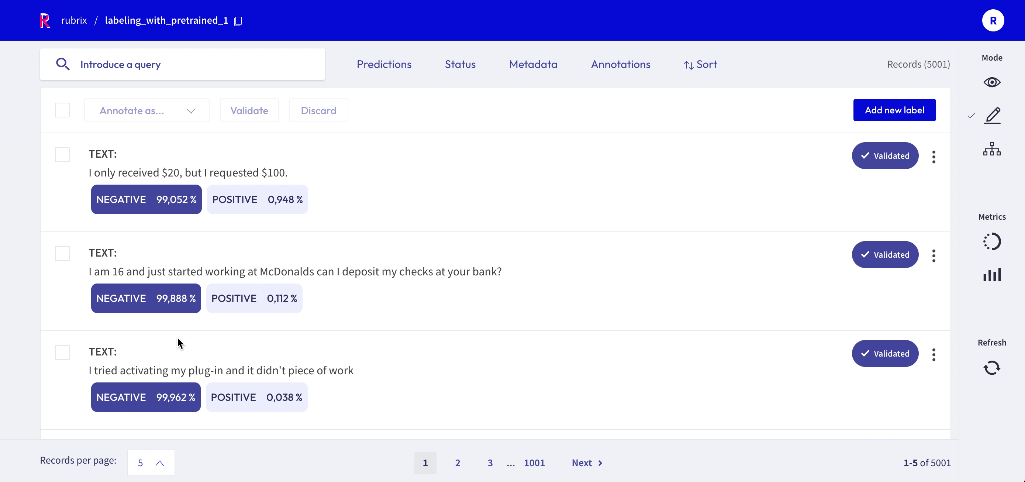 rubrix / labeling_with_pretrained_1
R
Introduce a query
Predictions
Status
Metadata
Annotations
Sort
Records (5001)
Mode
Annotate as...
Validate
Discard
Add new label
TEXT:
I only received $20, but I requested $100.
NEGATIVE 99,052 %
POSITIVE 0,948 %
Validated
TEXT:
I am 16 and just started working at McDonalds can I deposit my checks at your bank?
NEGATIVE 99,888 %
POSITIVE 0,112 %
Validated
TEXT:
I tried activating my plug-in and it didn't piece of work
NEGATIVE 99,962 %
POSITIVE 0,038 %
Validated
Metrics
Refresh
Records per page:
5
1
2
3
...
1001
Next
1-5 of 5001